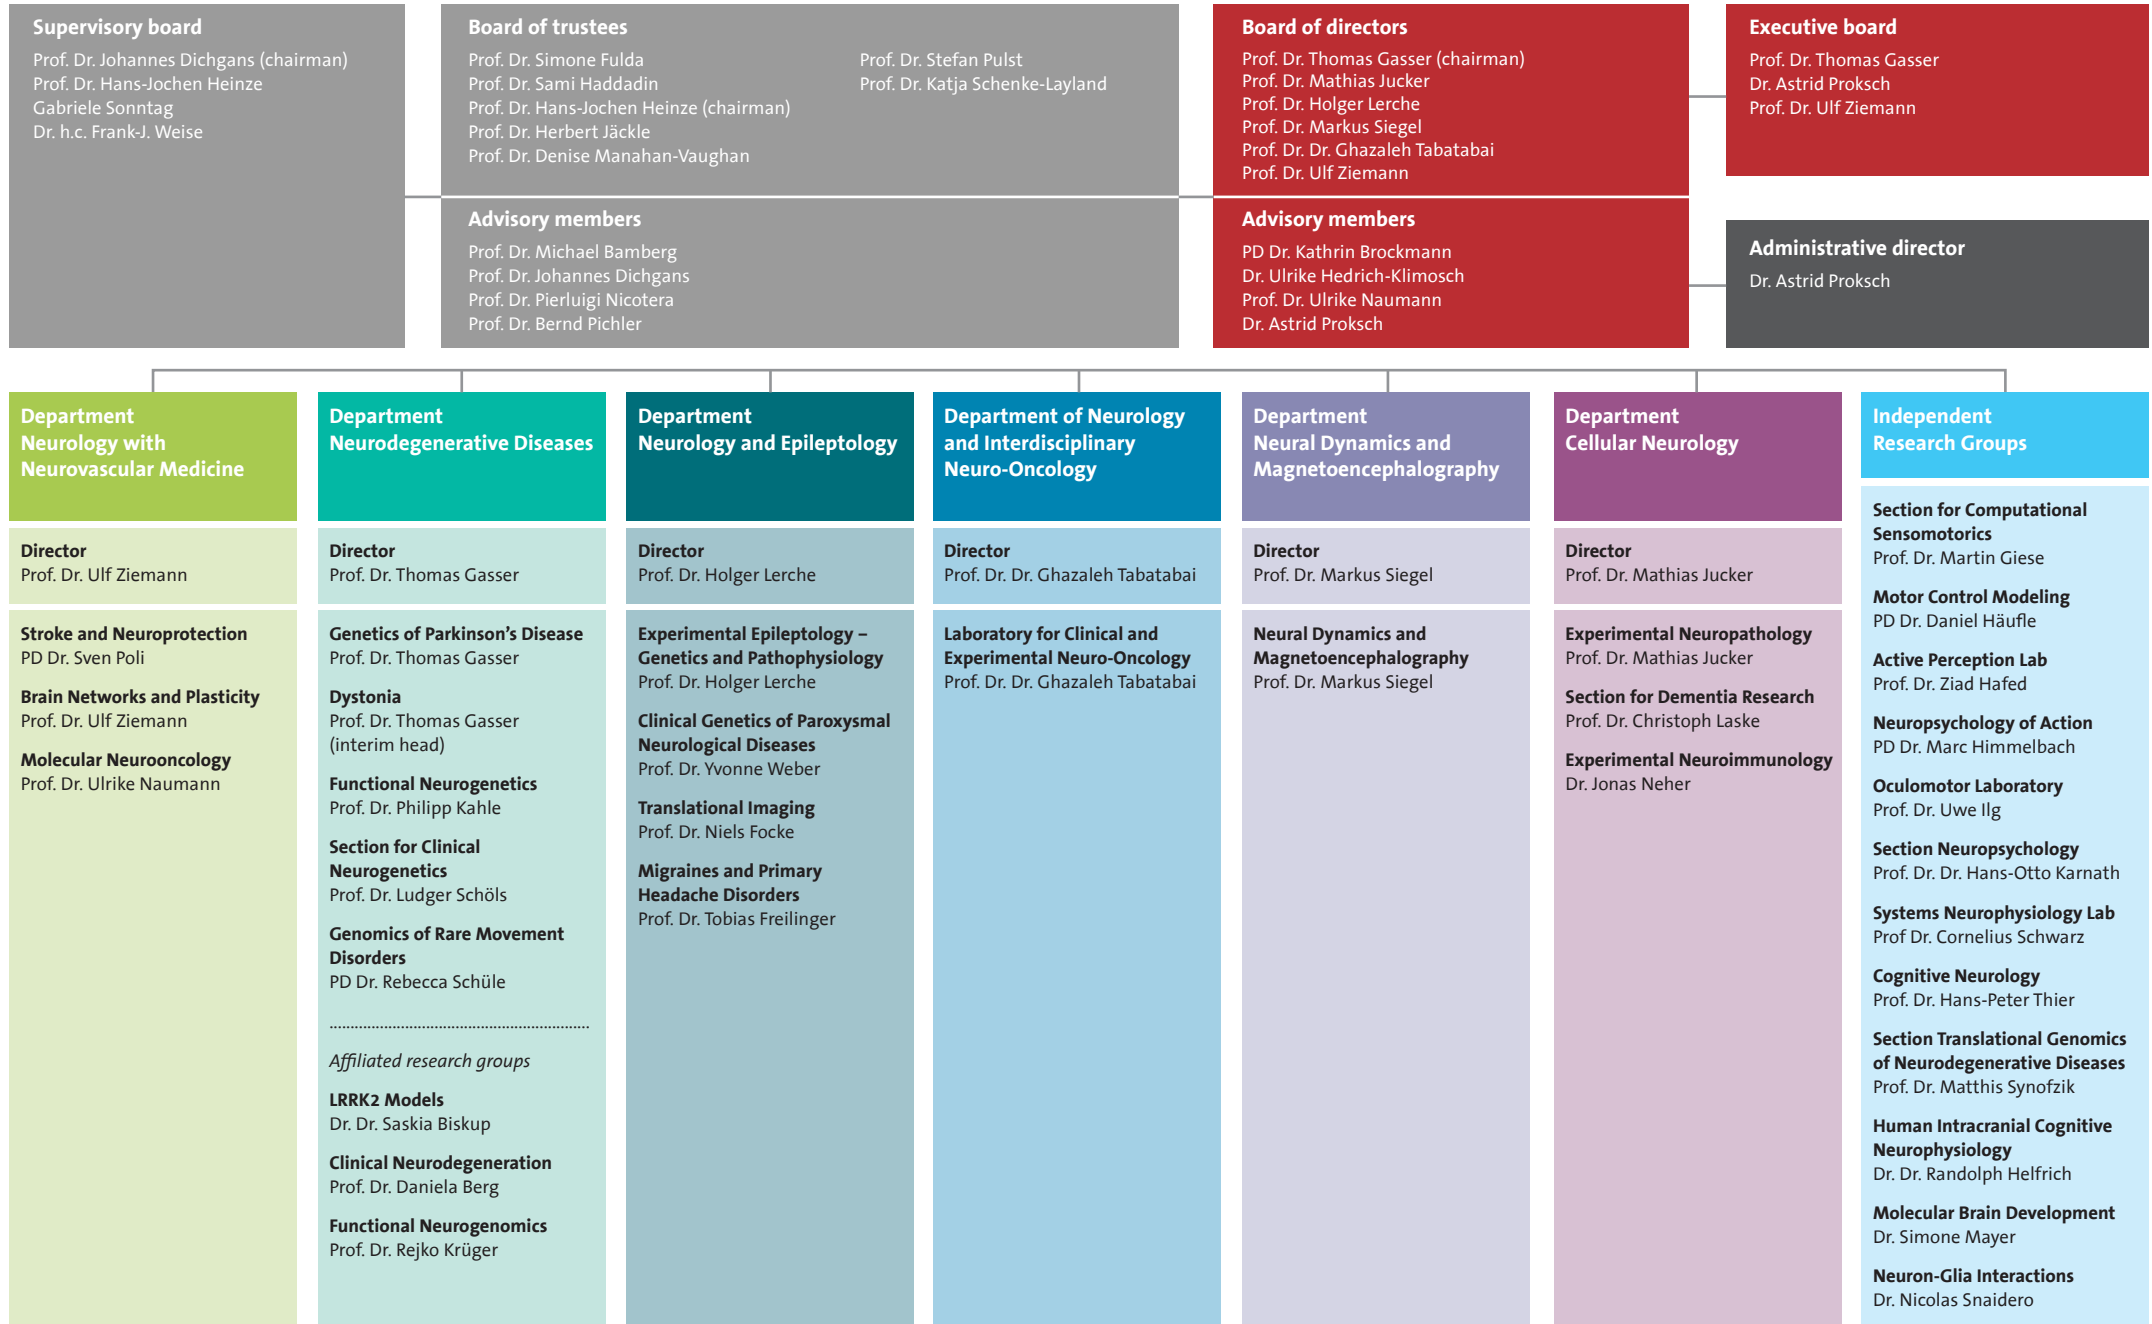 Supervisory board
Prof. Dr. Johannes Dichgans (chairman)
Prof. Dr. Hans-Jochen Heinze
Gabriele Sonntag
Dr. h.c. Frank-J. Weise
Board of trustees
Prof. Dr. Simone Fulda
Prof. Dr. Sami Haddadin
Prof. Dr. Hans-Jochen Heinze (chairman)
Prof. Dr. Herbert Jäckle
Prof. Dr. Denise Manahan-Vaughan
Prof. Dr. Stefan Pulst
Prof. Dr. Katja Schenke-Layland
Advisory members
Prof. Dr. Michael Bamberg
Prof. Dr. Johannes Dichgans
Prof. Dr. Pierluigi Nicotera
Prof. Dr. Bernd Pichler
Board of directors
Prof. Dr. Thomas Gasser (chairman)
Prof. Dr. Mathias Jucker
Prof. Dr. Holger Lerche
Prof. Dr. Markus Siegel
Prof. Dr. Dr. Ghazaleh Tabatabai
Prof. Dr. Ulf Ziemann
Advisory members
PD Dr. Kathrin Brockmann
Dr. Ulrike Hedrich-Klimosch
Prof. Dr. Ulrike Naumann
Dr. Astrid Proksch
Executive board
Prof. Dr. Thomas Gasser
Dr. Astrid Proksch
Prof. Dr. Ulf Ziemann
Administrative director
Dr. Astrid Proksch
Department
Neurology with
Neurovascular Medicine
Director
Prof. Dr. Ulf Ziemann
Stroke and Neuroprotection
PD Dr. Sven Poli
Brain Networks and Plasticity
Prof. Dr. Ulf Ziemann
Molecular Neurooncology
Prof. Dr. Ulrike Naumann
Department
Neurodegenerative Diseases
Director
Prof. Dr. Thomas Gasser
Genetics of Parkinson's Disease
Prof. Dr. Thomas Gasser
Dystonia
Prof. Dr. Thomas Gasser
(interim head)
Functional Neurogenetics
Prof. Dr. Philipp Kahle
Section for Clinical
Neurogenetics
Prof. Dr. Ludger Schöls
Genomics of Rare Movement
Disorders
PD Dr. Rebecca Schüle
Affiliated research groups
LRRK2 Models
Dr. Dr. Saskia Biskup
Clinical Neurodegeneration
Prof. Dr. Daniela Berg
Functional Neurogenomics
Prof. Dr. Rejko Krüger
Department
Neurology and Epileptology
Director
Prof. Dr. Holger Lerche
Experimental Epileptology –
Genetics and Pathophysiology
Prof. Dr. Holger Lerche
Clinical Genetics of Paroxysmal
Neurological Diseases
Prof. Dr. Yvonne Weber
Translational Imaging
Prof. Dr. Niels Focke
Migraines and Primary
Headache Disorders
Prof. Dr. Tobias Freilinger
Department of Neurology
and Interdisciplinary
Neuro-Oncology
Director
Prof. Dr. Dr. Ghazaleh Tabatabai
Laboratory for Clinical and
Experimental Neuro-Oncology
Prof. Dr. Dr. Ghazaleh Tabatabai
Department
Neural Dynamics and
Magnetoencephalography
Director
Prof. Dr. Markus Siegel
Neural Dynamics and
Magnetoencephalography
Prof. Dr. Markus Siegel
Department
Cellular Neurology
Director
Prof. Dr. Mathias Jucker
Experimental Neuropathology
Prof. Dr. Mathias Jucker
Section for Dementia Research
Prof. Dr. Christoph Laske
Experimental Neuroimmunology
Dr. Jonas Neher
Independent
Research Groups
Section for Computational
Sensomotorics
Prof. Dr. Martin Giese
Motor Control Modeling
PD Dr. Daniel Häufle
Active Perception Lab
Prof. Dr. Ziad Hafed
Neuropsychology of Action
PD Dr. Marc Himmelbach
Oculomotor Laboratory
Prof. Dr. Uwe Ilg
Section Neuropsychology
Prof. Dr. Dr. Hans-Otto Karnath
Systems Neurophysiology Lab
Prof Dr. Cornelius Schwarz
Cognitive Neurology
Prof. Dr. Hans-Peter Thier
Section Translational Genomics
of Neurodegenerative Diseases
Prof. Dr. Matthis Synofzik
Human Intracranial Cognitive
Neurophysiology
Dr. Dr. Randolph Helfrich
Molecular Brain Development
Dr. Simone Mayer
Neuron-Glia Interactions
Dr. Nicolas Snaidero